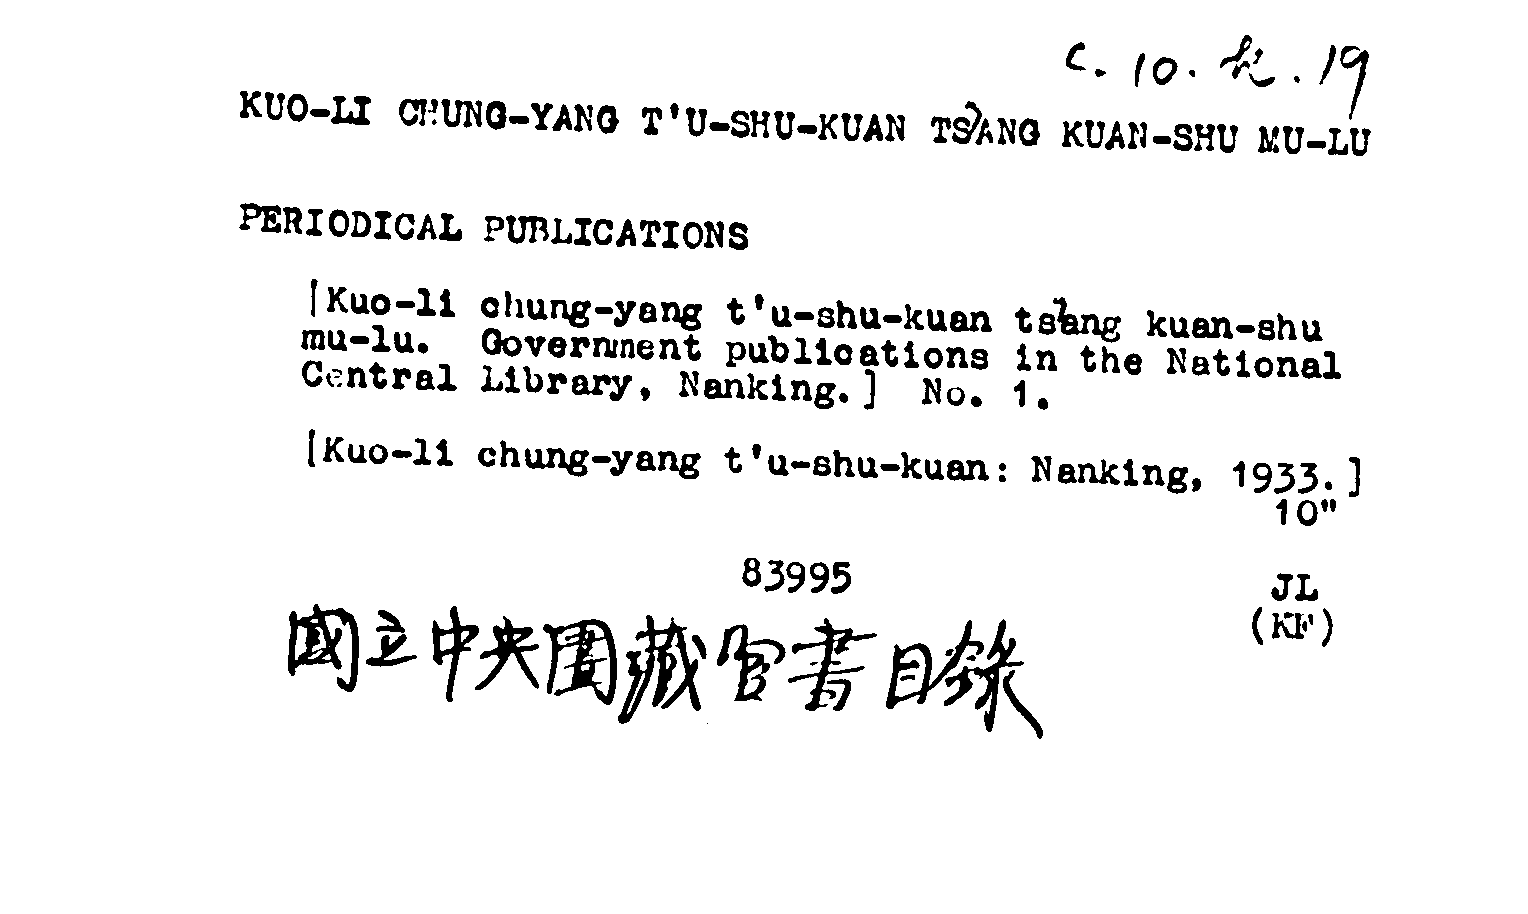 c. 10. k. 19
KUO-LI CHUNG-YANG T'U-SHU-KUAN TS'ANG KUAN-SHU MU-LU
PERIODICAL PUBLICATIONS
[Kuo-li chung-yang t'u-shu-kuan ts'ang kuan-shu
mu-lu. Government publications in the National
Central Library, Nanking.] No. 1.
[Kuo-li chung-yang t'u-shu-kuan: Nanking, 1933.]
10"
83995
JL
(KF)
國立中央圕藏官書目錄